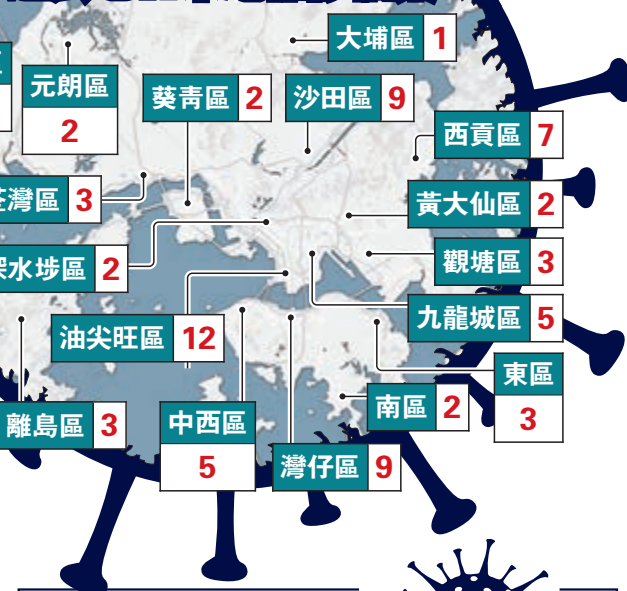 大埔區 1
元朗區
2
葵青區 2
沙田區 9
西貢區 7
荃灣區 3
黃大仙區 2
觀塘區 3
深水埗區 2
九龍城區 5
油尖旺區 12
東區
3
南區 2
離島區 3
中西區
5
灣仔區 9